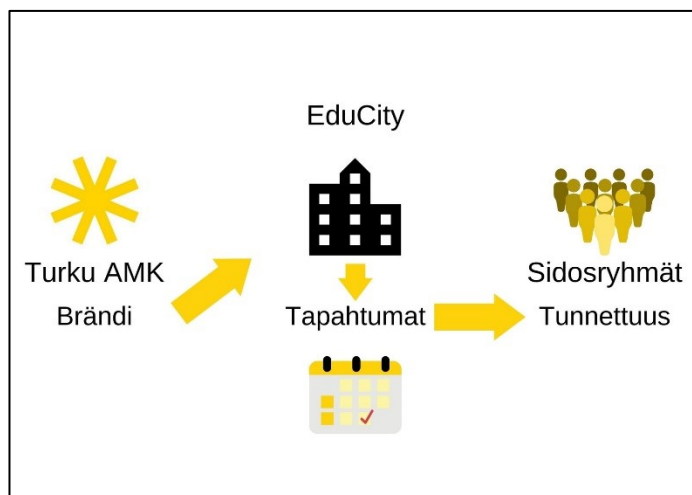 EduCity
Turku AMK
Brändi
Tapahtumat
Sidosryhmät
Tunnettuus